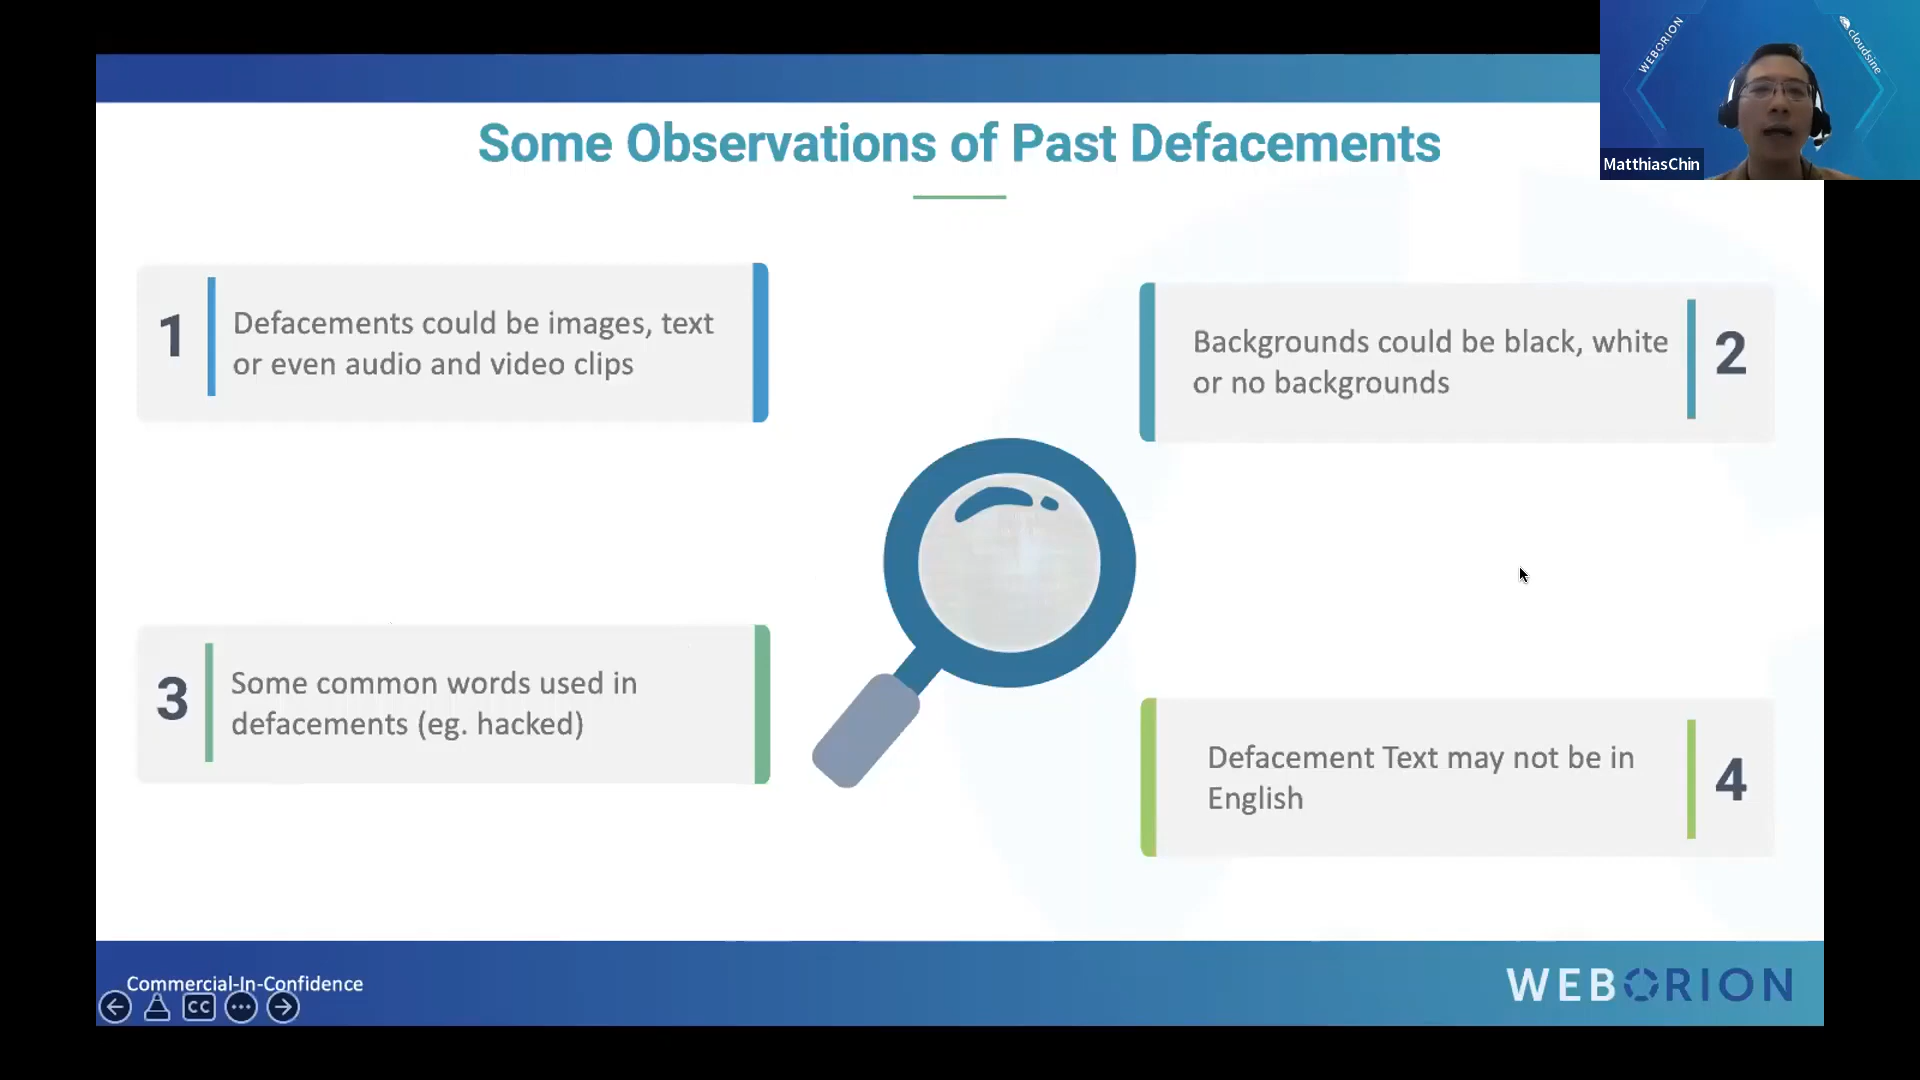 WEBORION
cloudsine
MatthiasChin
Some Observations of Past Defacements
1
Defacements could be images, text
or even audio and video clips
Backgrounds could be black, white
or no backgrounds
2
3
Some common words used in
defacements (eg. hacked)
Defacement Text may not be in
English
4
Commercial-In-Confidence
CC
WEBORION